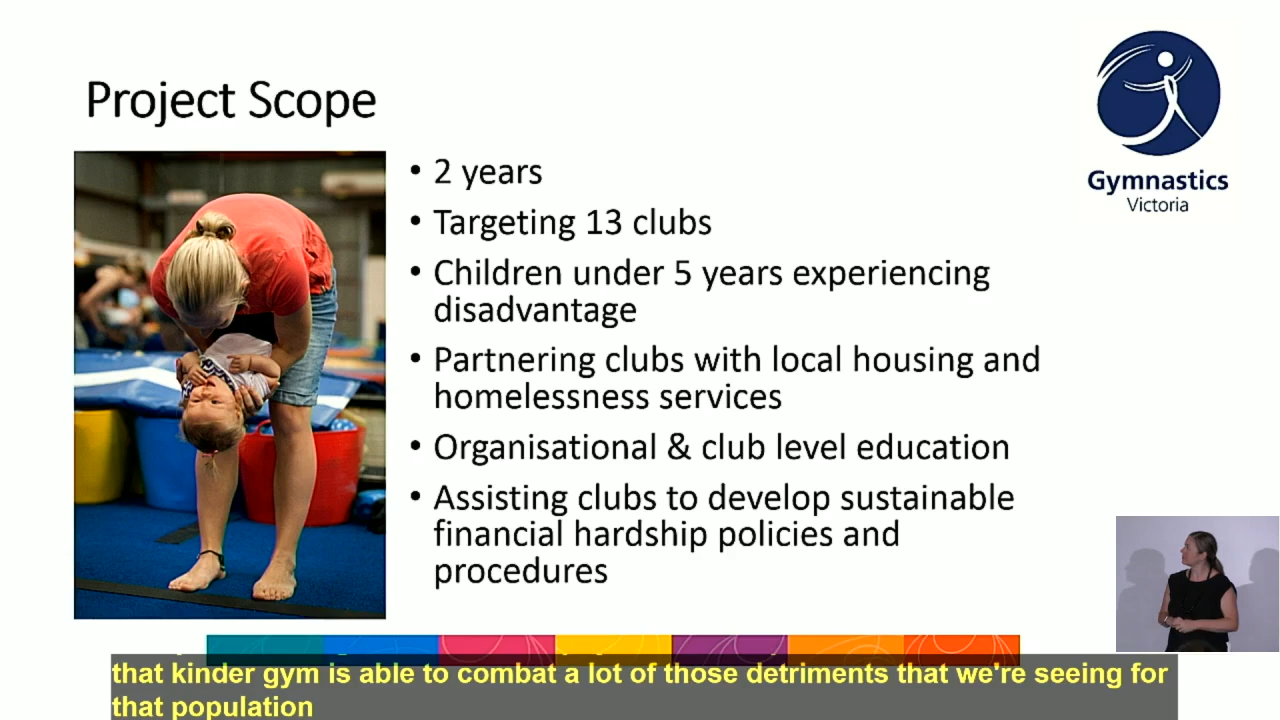 Project Scope
Gymnastics
Victoria
• 2 years
• Targeting 13 clubs
• Children under 5 years experiencing
disadvantage
• Partnering clubs with local housing and
homelessness services
• Organisational & club level education
• Assisting clubs to develop sustainable
financial hardship policies and
procedures
that kinder gym is able to combat a lot of those detriments that we're seeing for
that population